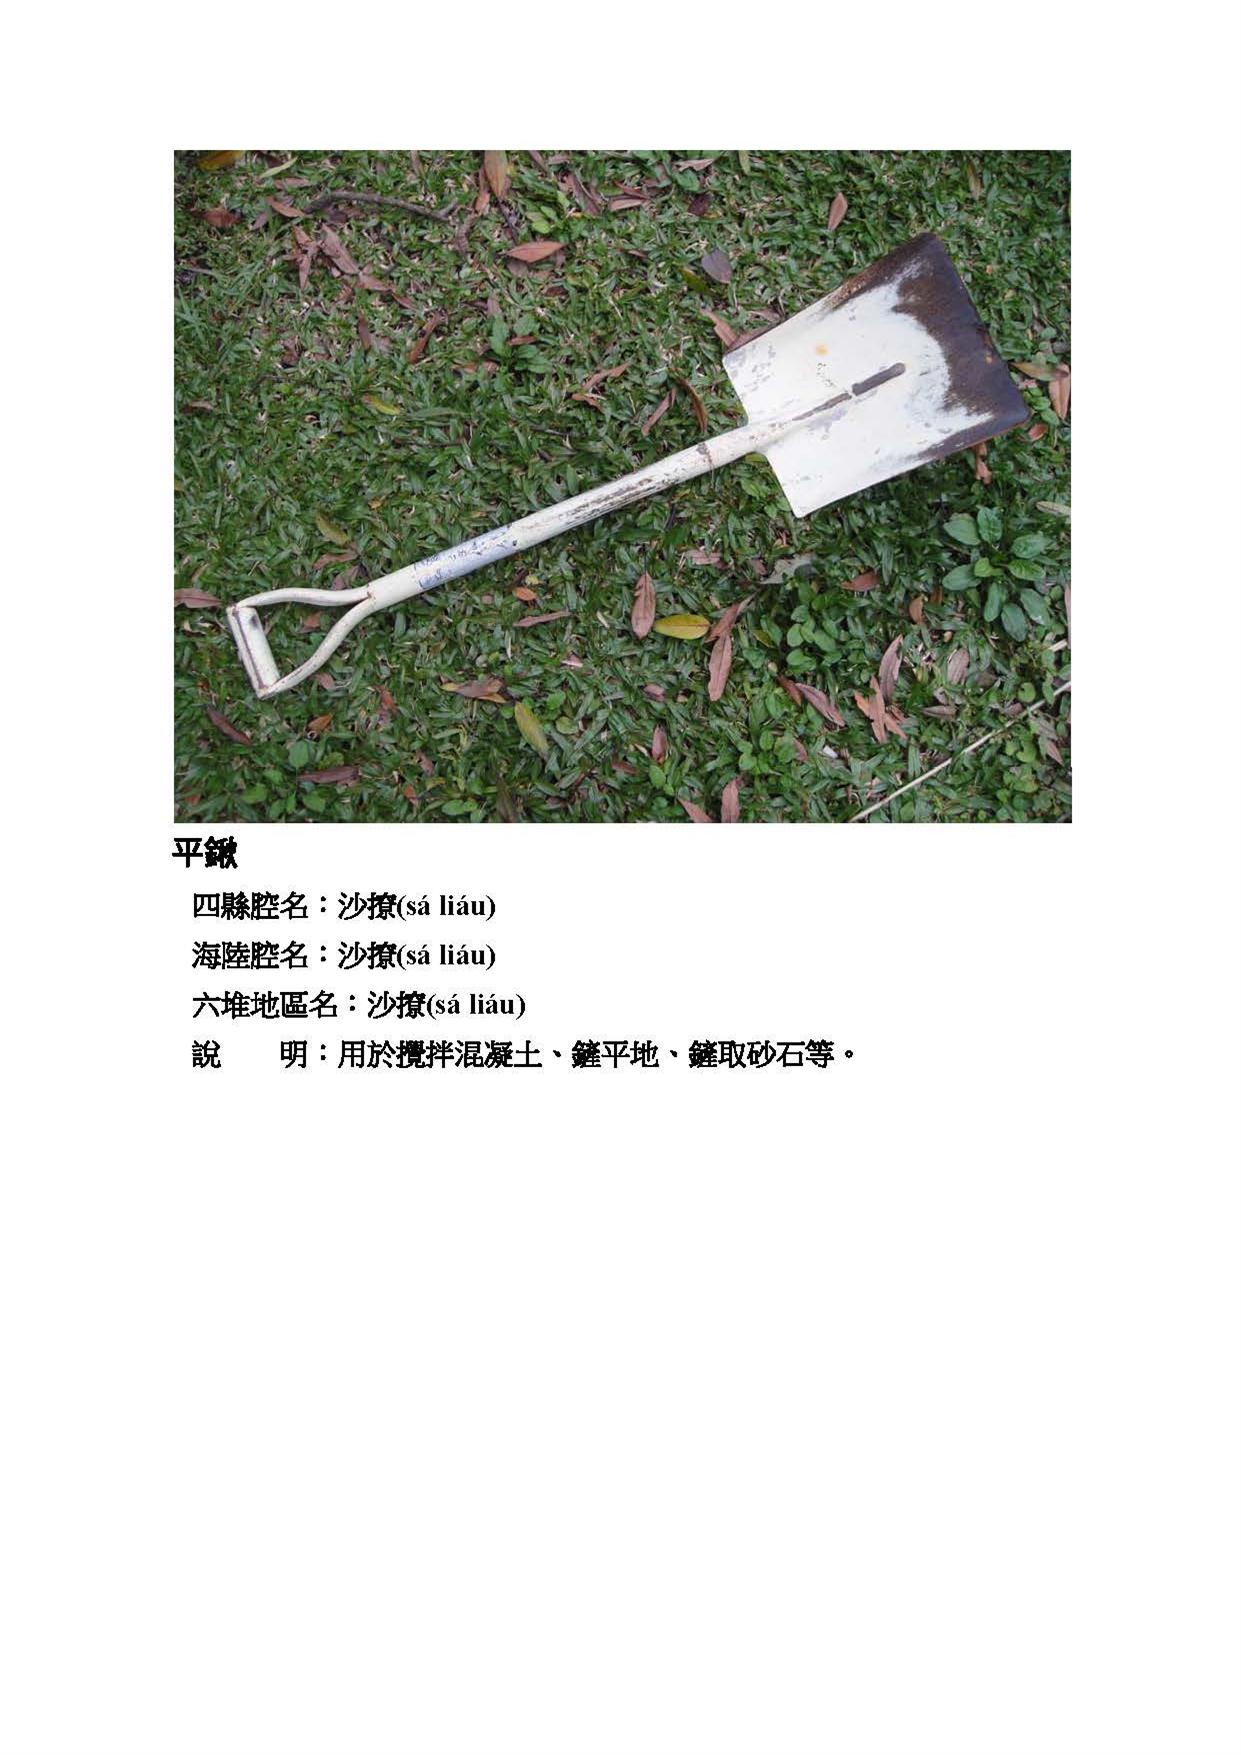 平鍬
四縣腔名：沙撩(sá liáu)
海陸腔名：沙撩(sá liáu)
六堆地區名：沙撩(sá liáu)
說　　明：用於攪拌混凝土、鏟平地、鏟取砂石等。